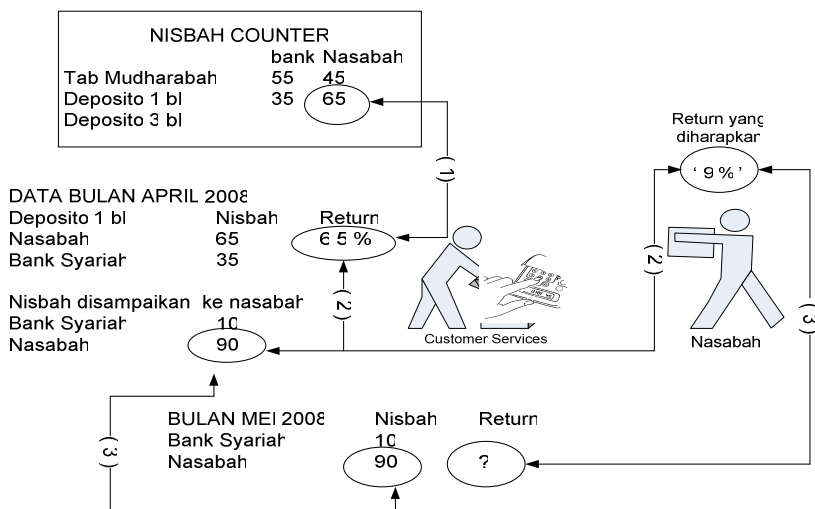 NISBAH COUNTER
bank Nasabah
Tab Mudharabah 55 45
Deposito 1 bl 35 65
Deposito 3 bl
( 1 )
Return yang
diharapkan
‘ 9 % ’
DATA BULAN APRIL 2008
Deposito 1 bl Nisbah Return
Nasabah 65 6 5 %
Bank Syariah 35
( 2 )
( 2 )
( 3 )
Nisbah disampaikan ke nasabah
Bank Syariah 10
Nasabah 90
Customer Services
Nasabah
BULAN MEI 2008 Nisbah Return
Bank Syariah 10
Nasabah 90 ?
( 3 )